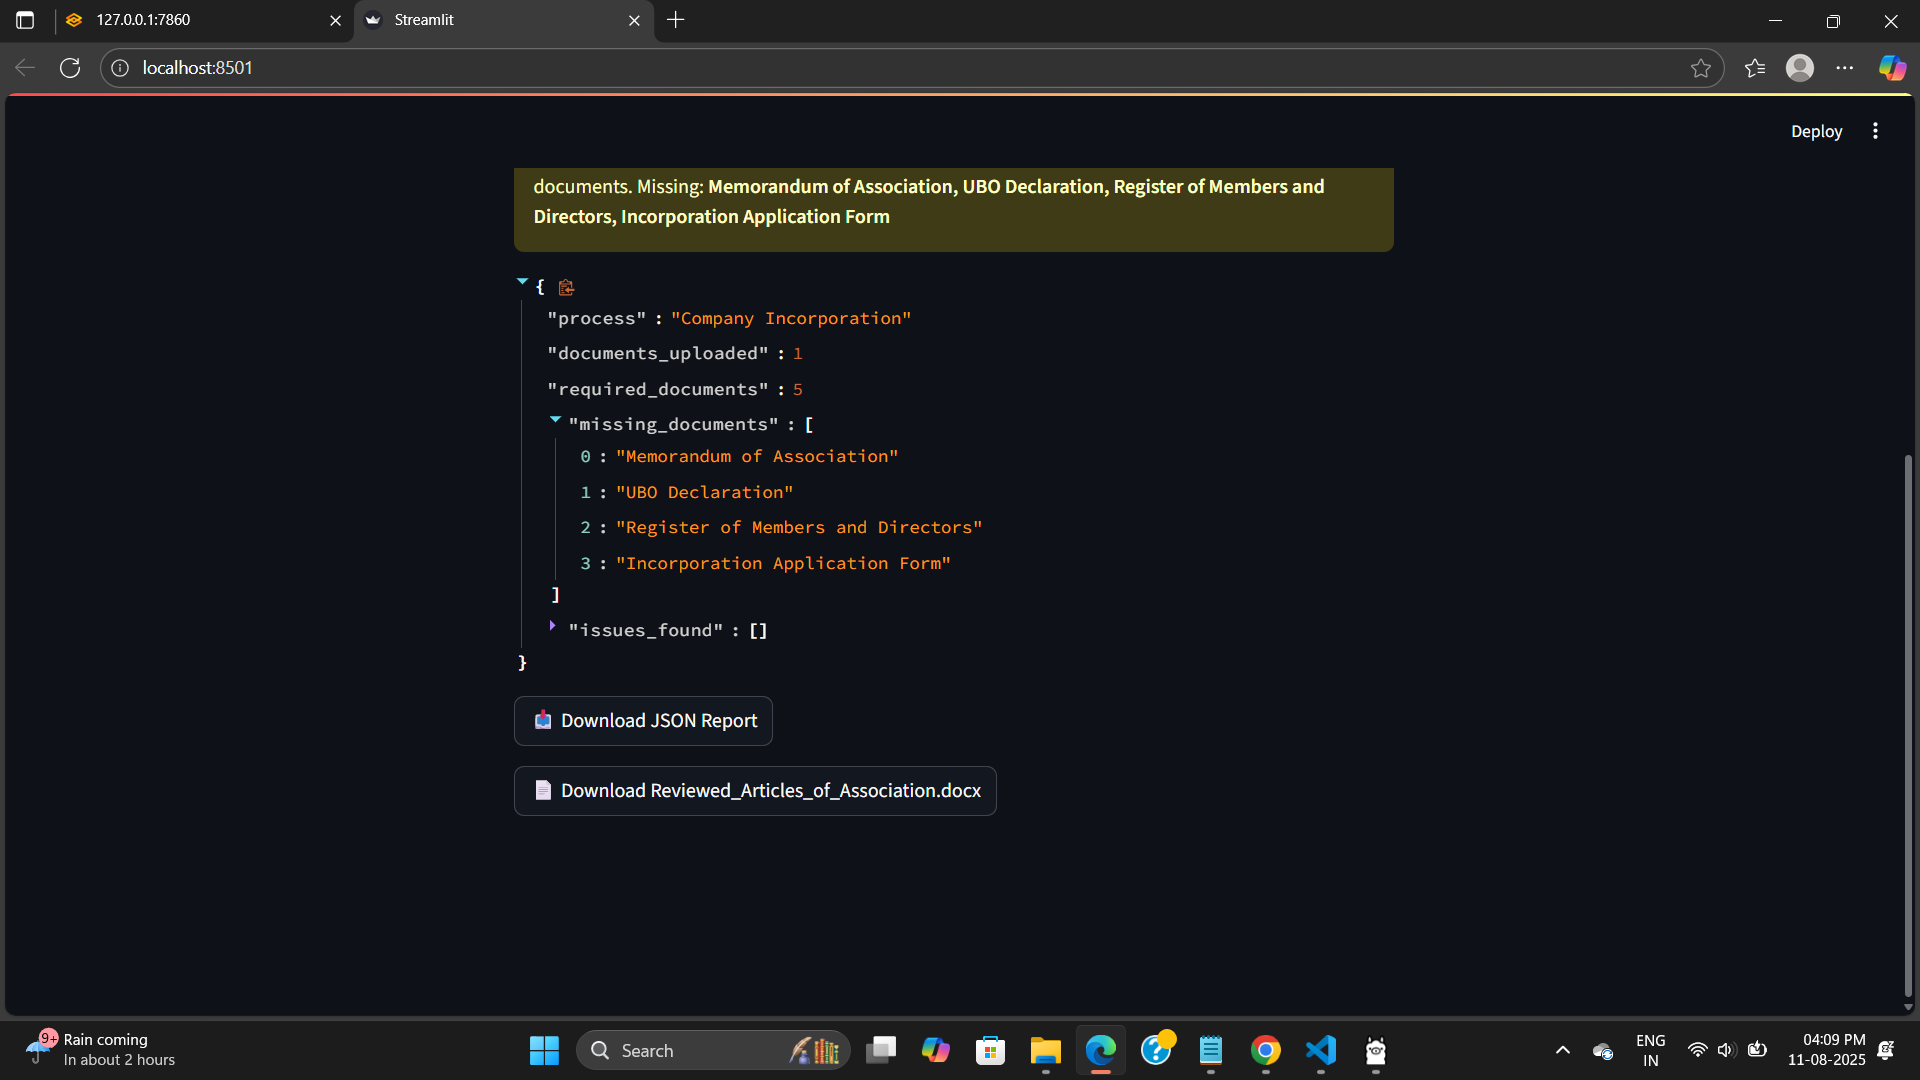 127.0.0.1:7860
Streamlit
localhost:8501
Deploy
documents. Missing: Memorandum of Association, UBO Declaration, Register of Members and
Directors, Incorporation Application Form
{
"process" : "Company Incorporation"
"documents_uploaded" : 1
"required_documents" : 5
"missing_documents" : [
0 : "Memorandum of Association"
1 : "UBO Declaration"
2 : "Register of Members and Directors"
3 : "Incorporation Application Form"
]
"issues_found" : []
}
Download JSON Report
Download Reviewed_Articles_of_Association.docx
9+
Rain coming
In about 2 hours
Search
ENG
IN
04:09 PM
11-08-2025